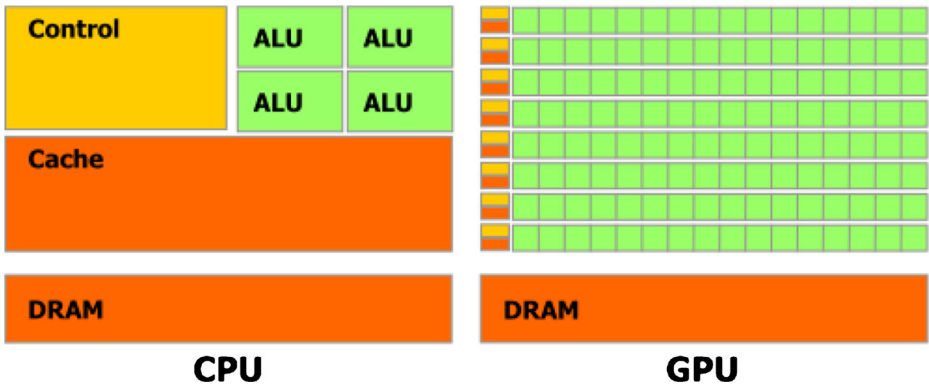 Control
ALU ALU
ALU ALU
Cache
DRAM
CPU
DRAM
GPU